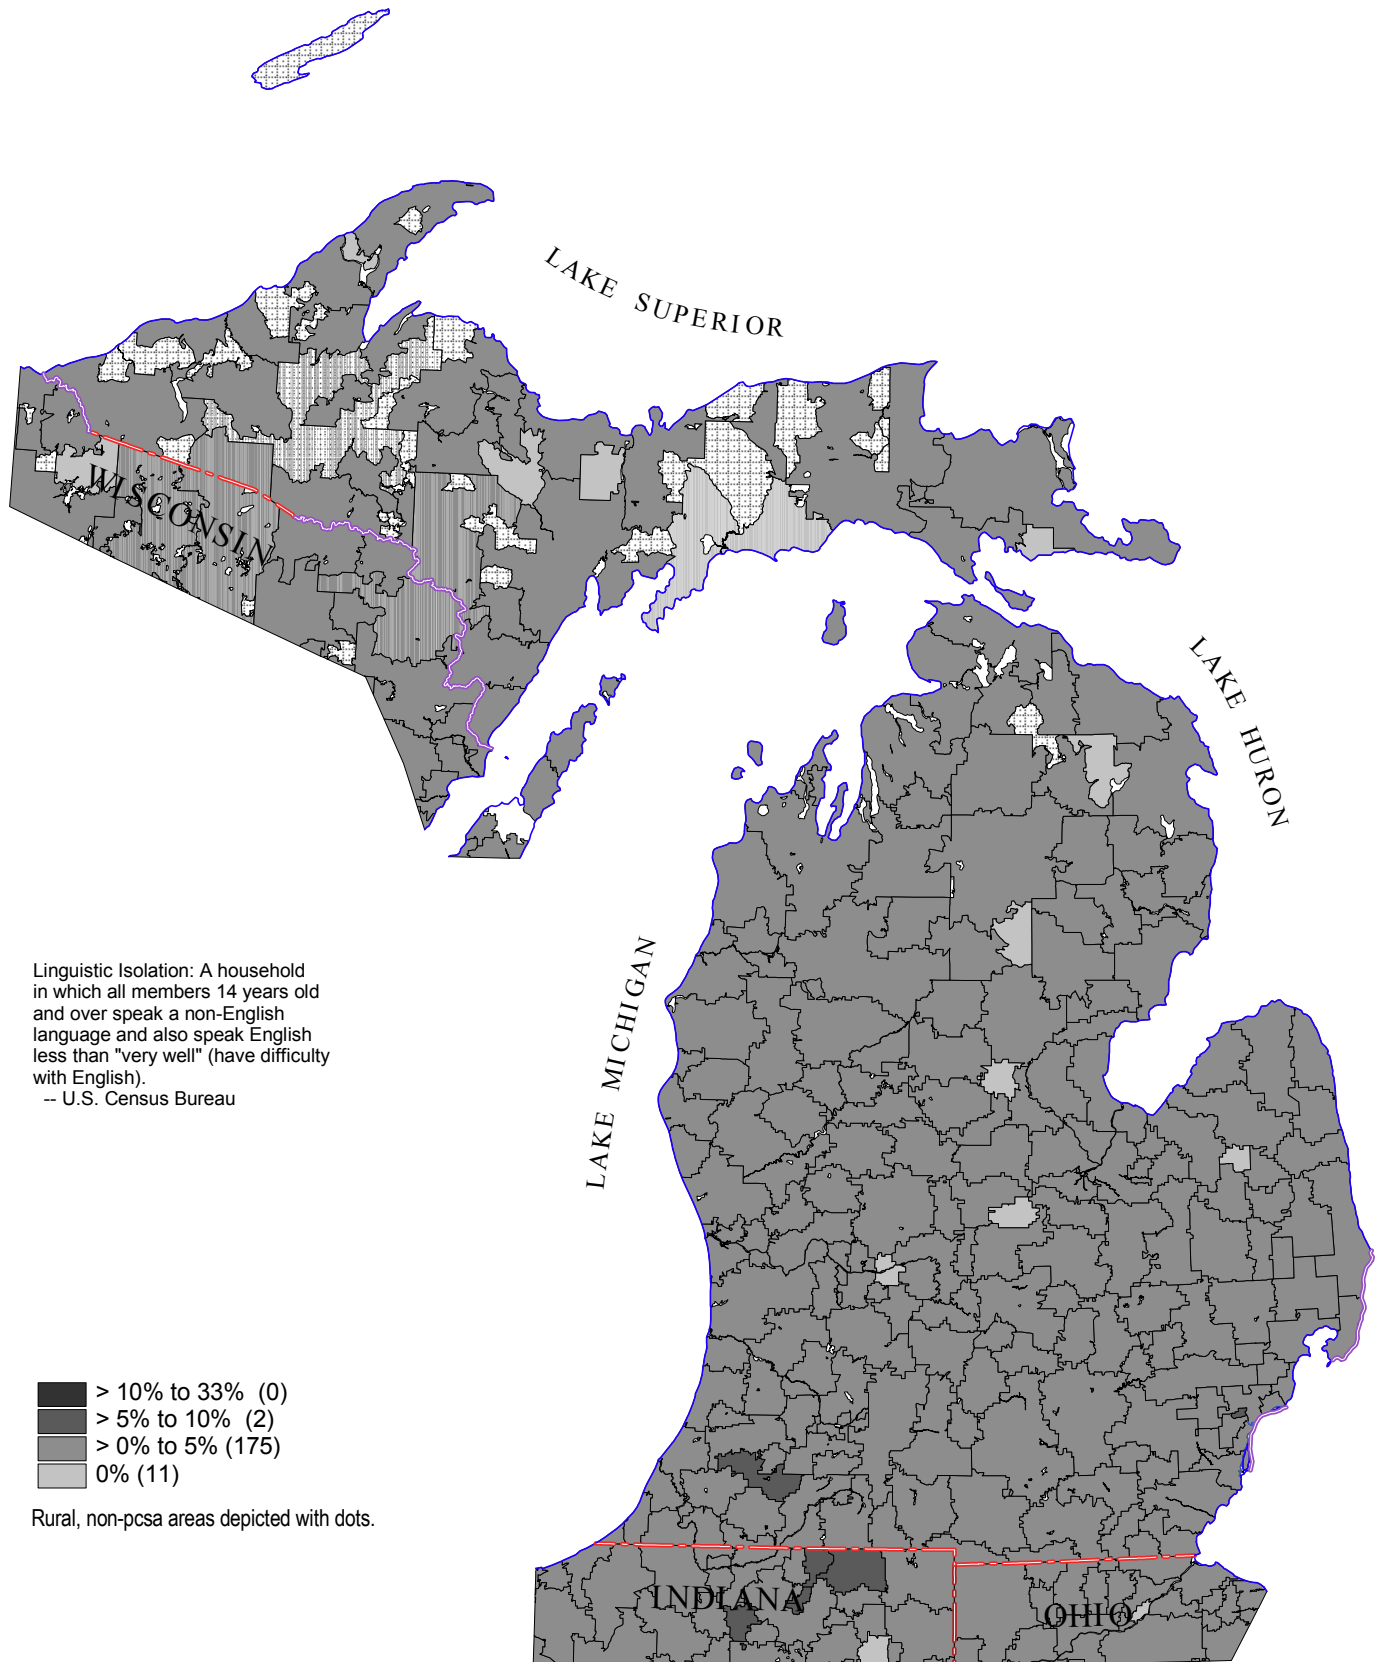 LAKE SUPERIOR
WISCONSIN
LAKE HURON
LAKE MICHIGAN
Linguistic Isolation: A household
in which all members 14 years old
and over speak a non-English
language and also speak English
less than "very well" (have difficulty
with English).
-- U.S. Census Bureau
> 10% to 33% (0)
> 5% to 10% (2)
> 0% to 5% (175)
0% (11)
Rural, non-pcsa areas depicted with dots.
INDIANA
OHIO